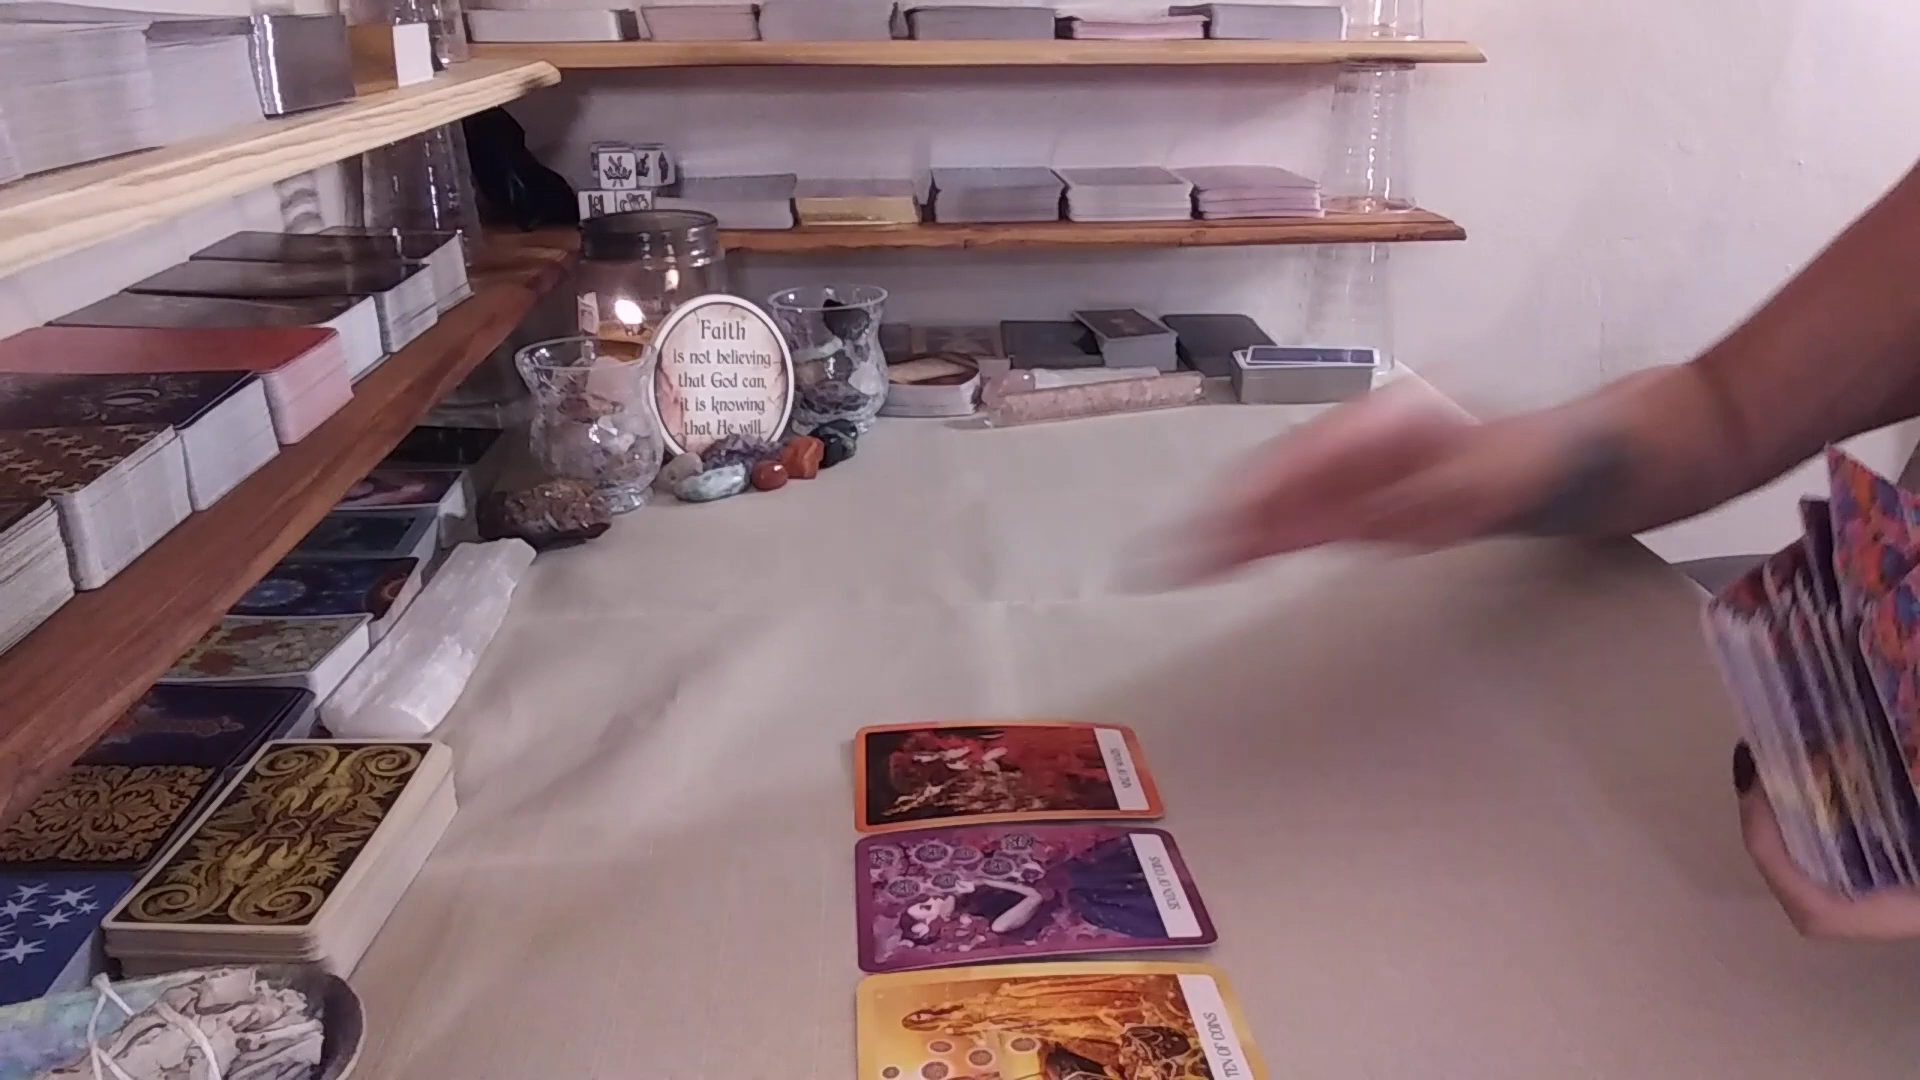 Faith
is not believing
that God can,
it is knowing
that He will
SEVEN OF COINS
TEN OF COINS